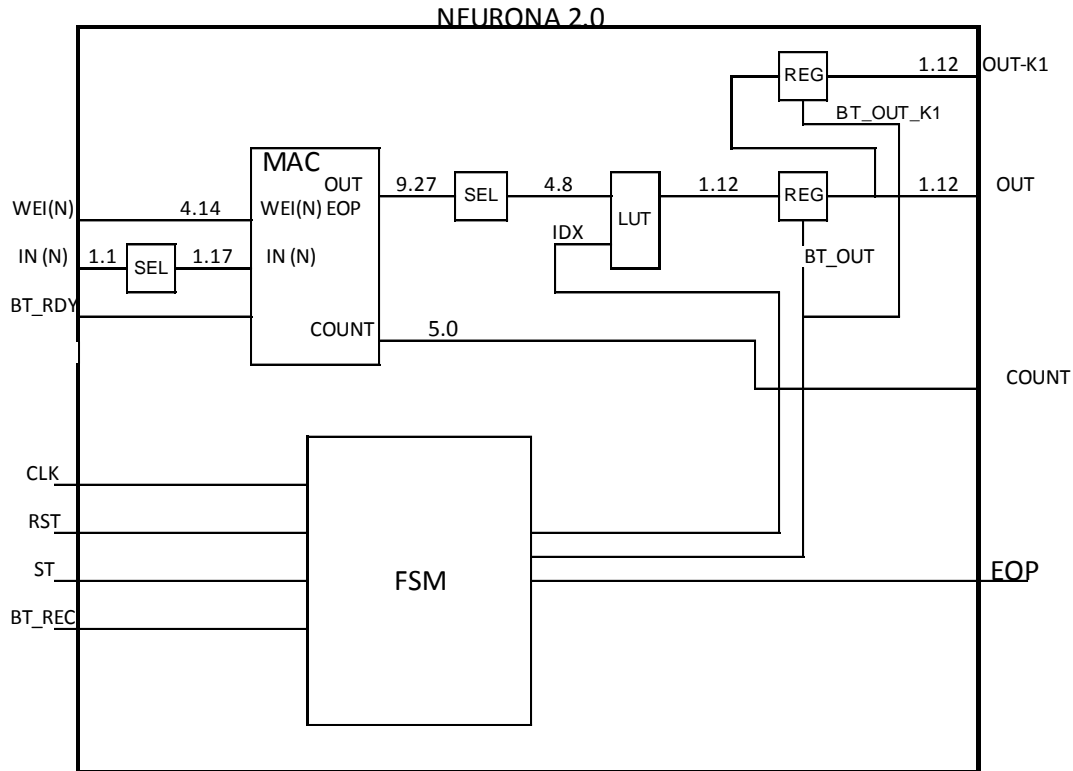 NEURONA 2.0
REG
1.12
OUT-K1
BT_OUT_K1
MAC
OUT
9.27
SEL
4.8
LUT
1.12
REG
1.12
OUT
WEI(N)
4.14
WEI(N) EOP
IDX
IN (N)
1.1
SEL
1.17
IN (N)
BT_OUT
BT_RDY
COUNT
5.0
COUNT
CLK
RST
ST
FSM
EOP
BT_REC